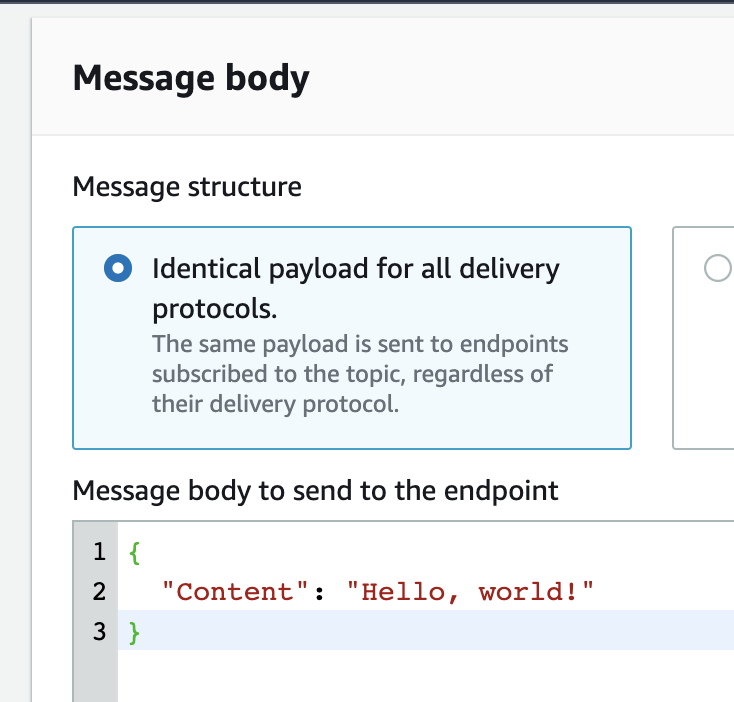 Message body
Message structure
Identical payload for all delivery
protocols.
The same payload is sent to endpoints
subscribed to the topic, regardless of
their delivery protocol.
Message body to send to the endpoint
1 {
2 "Content": "Hello, world!"
3 }